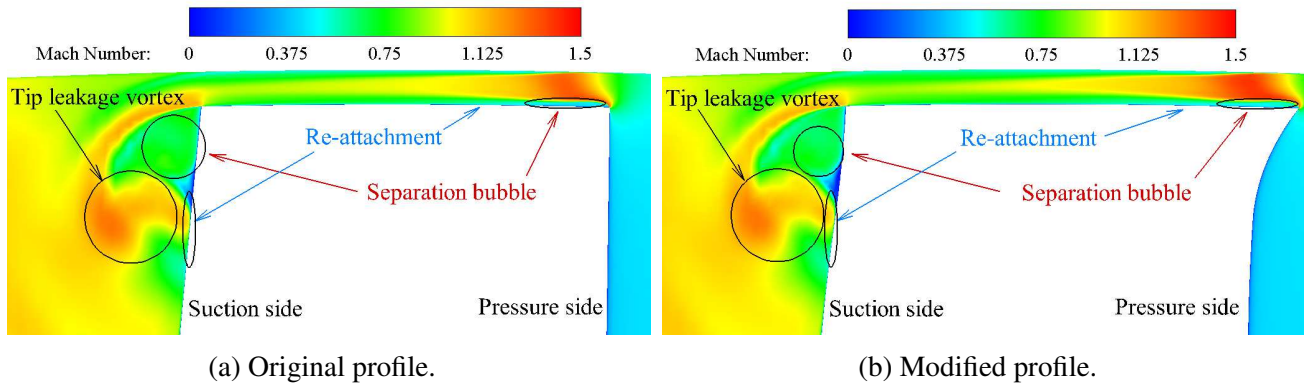 Mach Number: 0 0.375 0.75 1.125 1.5
Tip leakage vortex
Re-attachment
Separation bubble
Suction side
Pressure side
(a) Original profile.
Mach Number: 0 0.375 0.75 1.125 1.5
Tip leakage vortex
Re-attachment
Separation bubble
Suction side
Pressure side
(b) Modified profile.